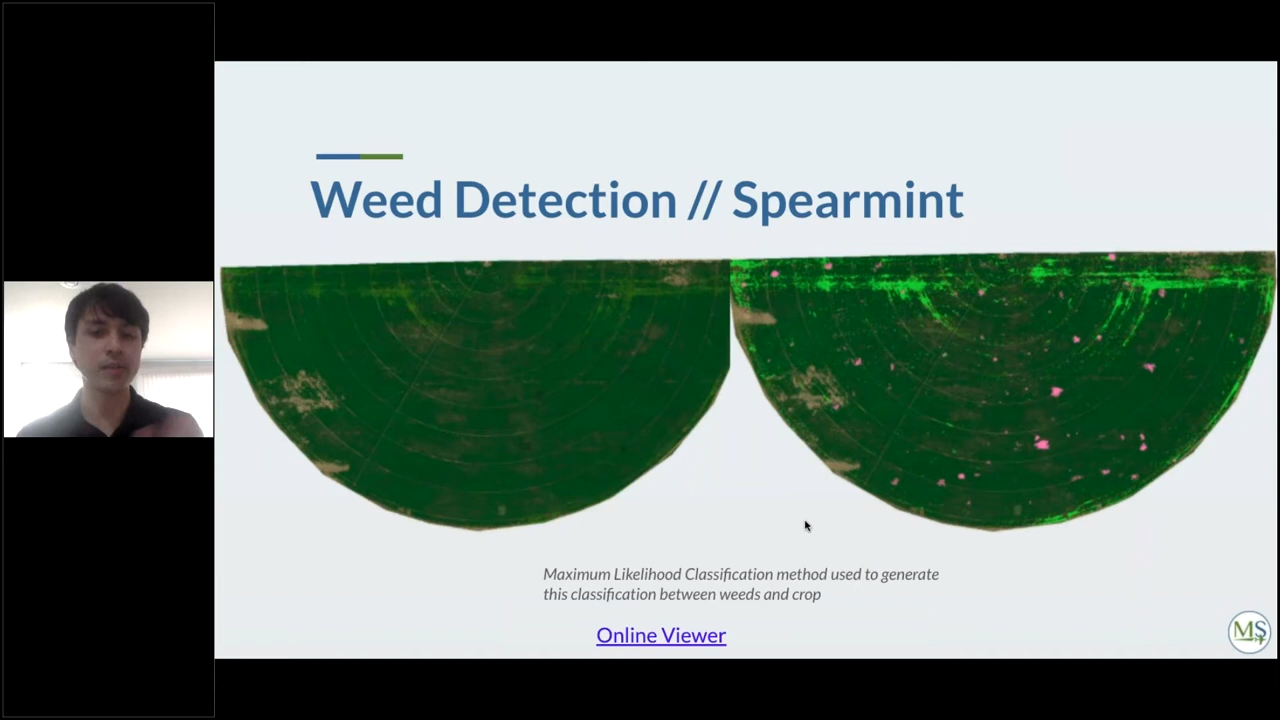 Weed Detection // Spearmint
Maximum Likelihood Classification method used to generate
this classification between weeds and crop
Online Viewer
MS